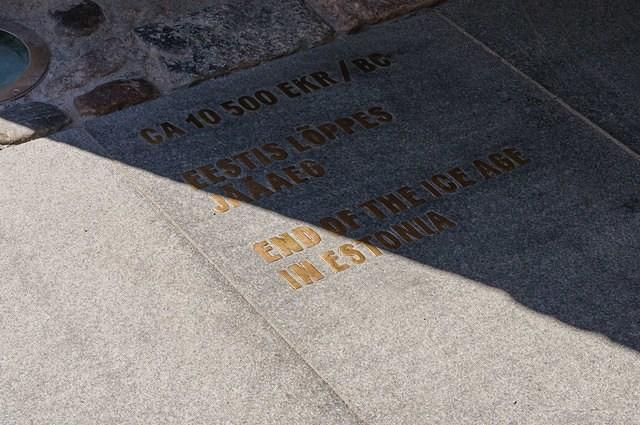 CA 10 500 EKR / BC
EESTIS LÕPPES
JÄÄAEG
END OF THE ICE AGE
IN ESTONIA